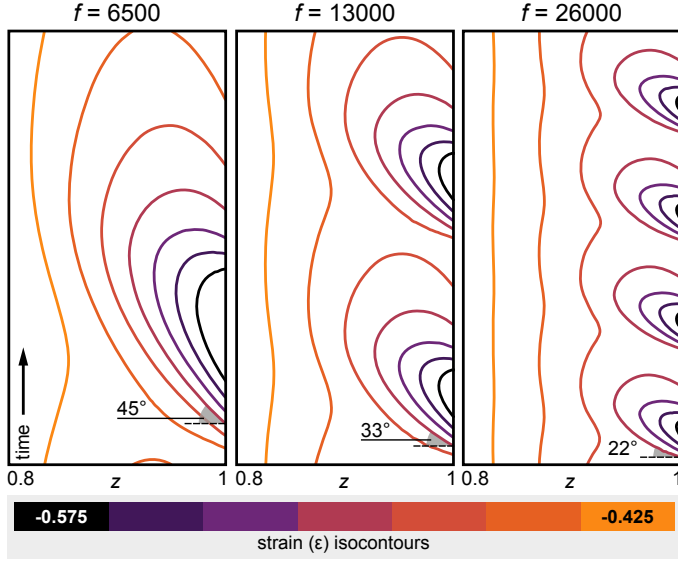 f = 6500 f = 13000 f = 26000
time
45°
33°
22°
0.8 z 1 0.8 z 1 0.8 z 1
-0.575 -0.425
strain (ε) isocontours